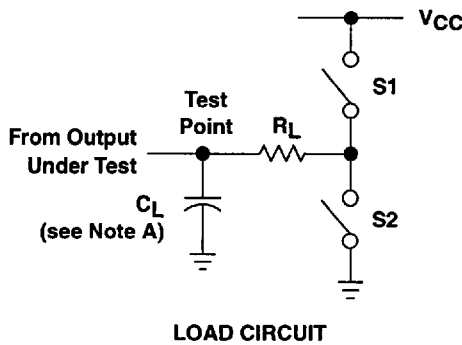 VCC
S1
Test
Point
RL
From Output
Under Test
CL
(see Note A)
S2
LOAD CIRCUIT